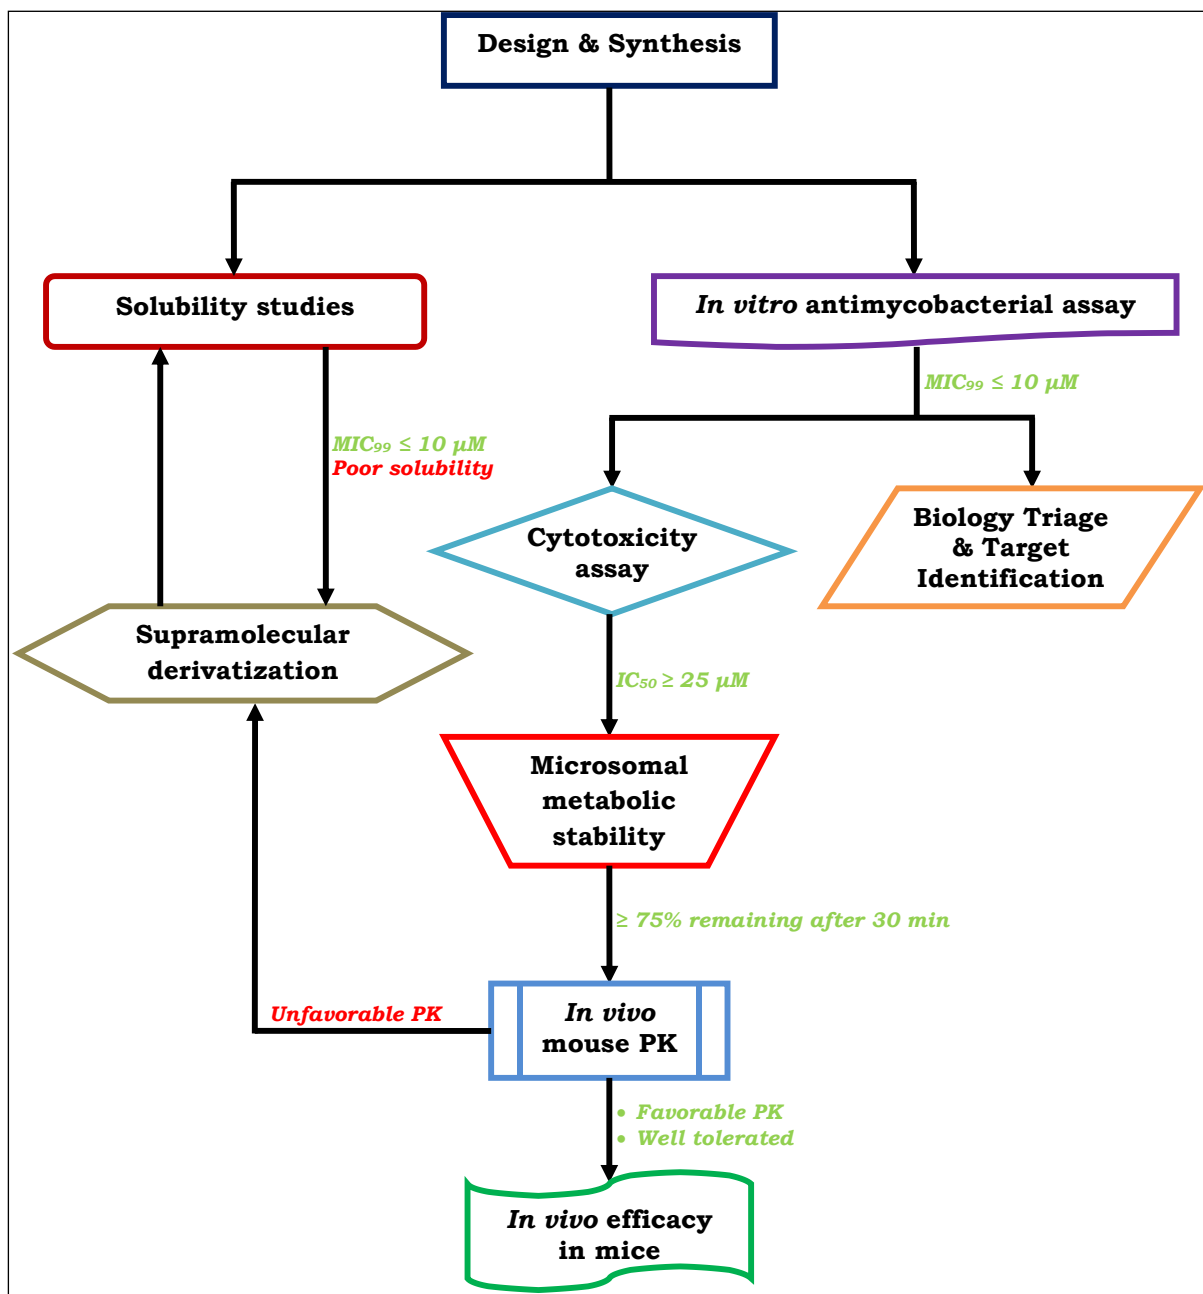 Design & Synthesis
Solubility studies
In vitro antimycobacterial assay
MIC₉₉ ≤ 10 µM
MIC₉₉ ≤ 10 µM
Poor solubility
Cytotoxicity
assay
Biology Triage
& Target
Identification
Supramolecular
derivatization
IC₅₀ ≥ 25 µM
Microsomal
metabolic
stability
≥ 75% remaining after 30 min
Unfavorable PK
In vivo
mouse PK
• Favorable PK
• Well tolerated
In vivo efficacy
in mice